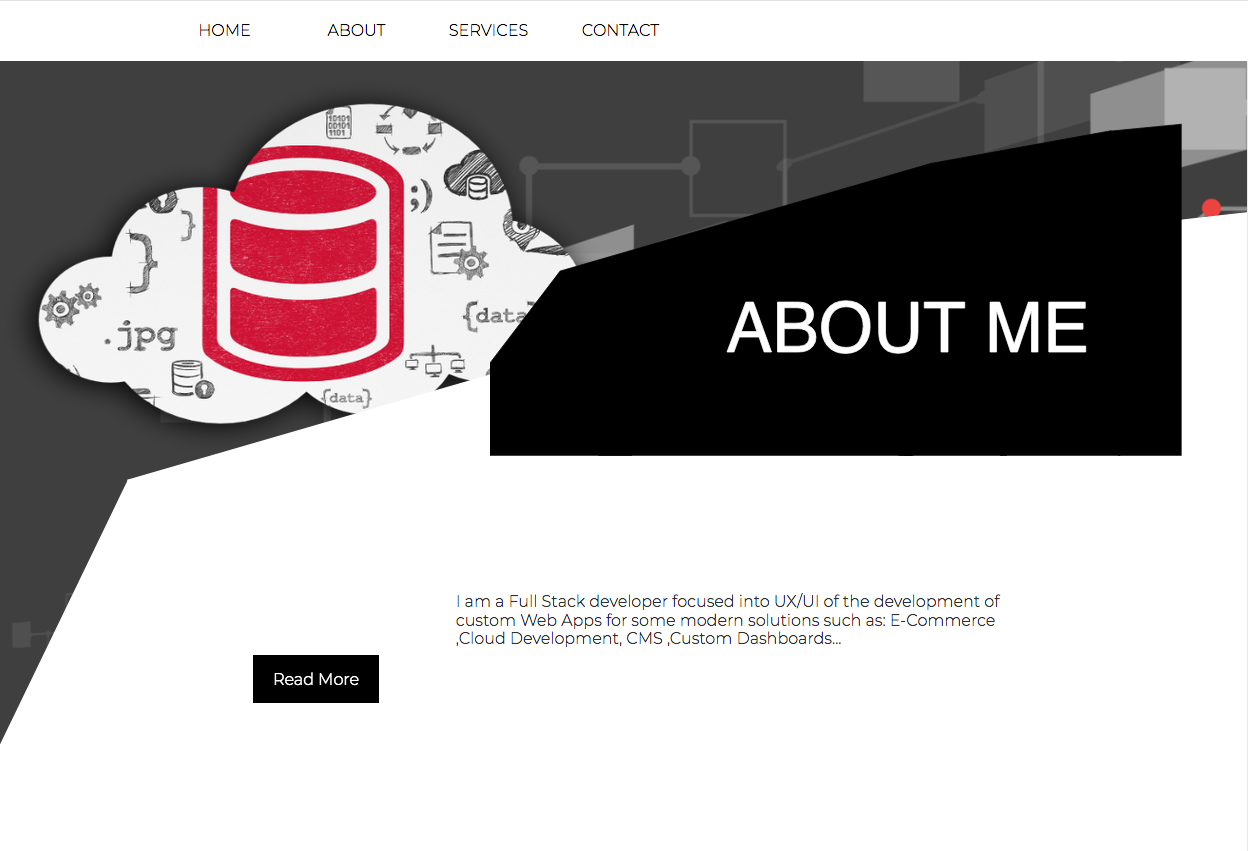 HOME ABOUT SERVICES CONTACT
10101
00101
1101
;)
}
}
.jpg
{data
{data}
ABOUT ME
I am a Full Stack developer focused into UX/UI of the development of
custom Web Apps for some modern solutions such as: E-Commerce
,Cloud Development, CMS ,Custom Dashboards...
Read More